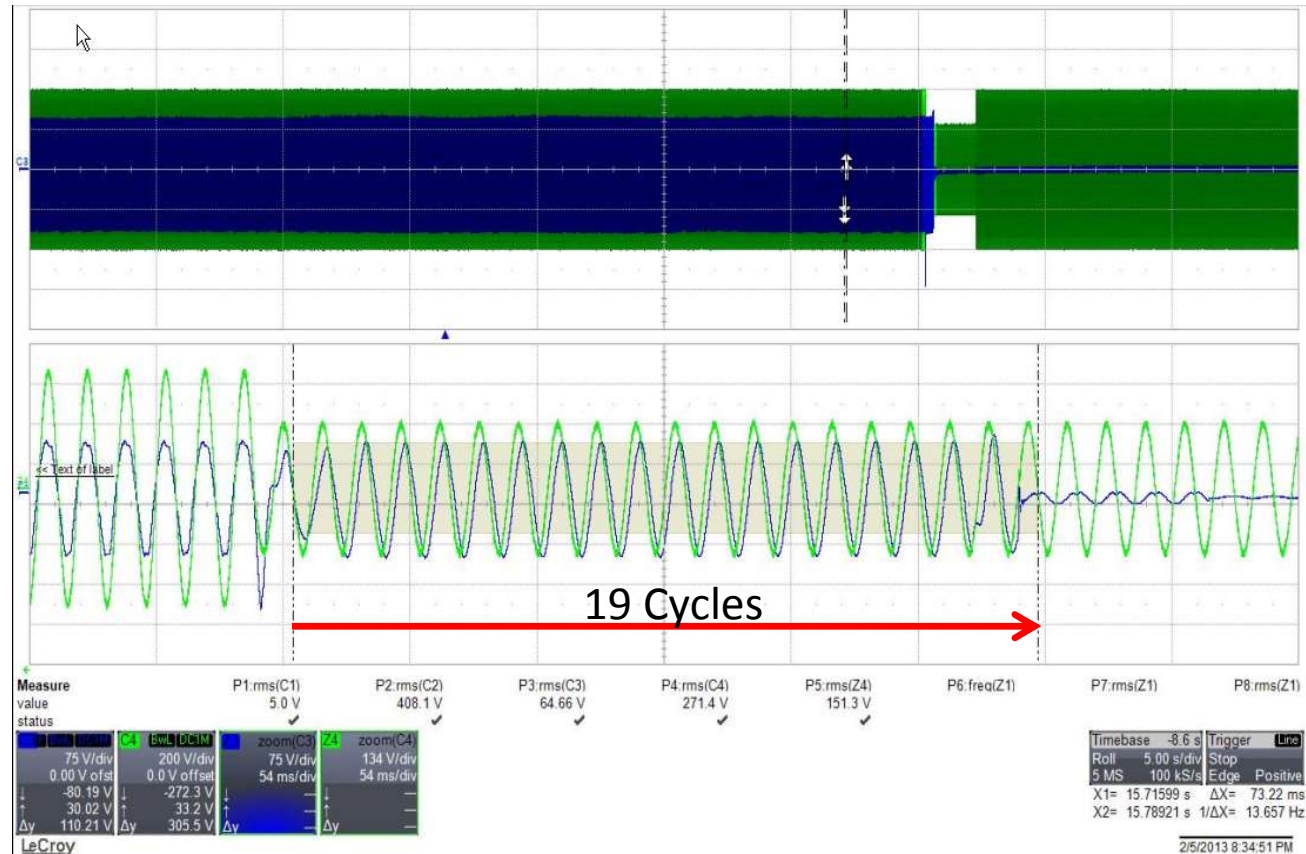 C3
<< Text of label
19 Cycles
Measure P1:rms(C1) P2:rms(C2) P3:rms(C3) P4:rms(C4) P5:rms(Z4) P6:freq(Z1) P7:rms(Z1) P8:rms(Z1)
value 5.0 V 408.1 V 64.66 V 271.4 V 151.3 V
status ✓ ✓ ✓ ✓ ✓
C4 BwL DC1M zoom(C3) Z4 zoom(C4) Timebase -8.6 s Trigger Line
75 V/div 200 V/div 75 V/div 134 V/div Roll 5.00 s/div Stop
0.00 V ofst 0.0 V offset 54 ms/div 54 ms/div 5 MS 100 kS/s Edge Positive
↓ -80.19 V ↓ -272.3 V ↓ --- ↓ --- X1= 15.71599 s ΔX= 73.22 ms
↑ 30.02 V ↑ 33.2 V ↑ --- ↑ --- X2= 15.78921 s 1/ΔX= 13.657 Hz
Δy 110.21 V Δy 305.5 V Δy --- Δy ---
LeCroy 2/5/2013 8:34:51 PM